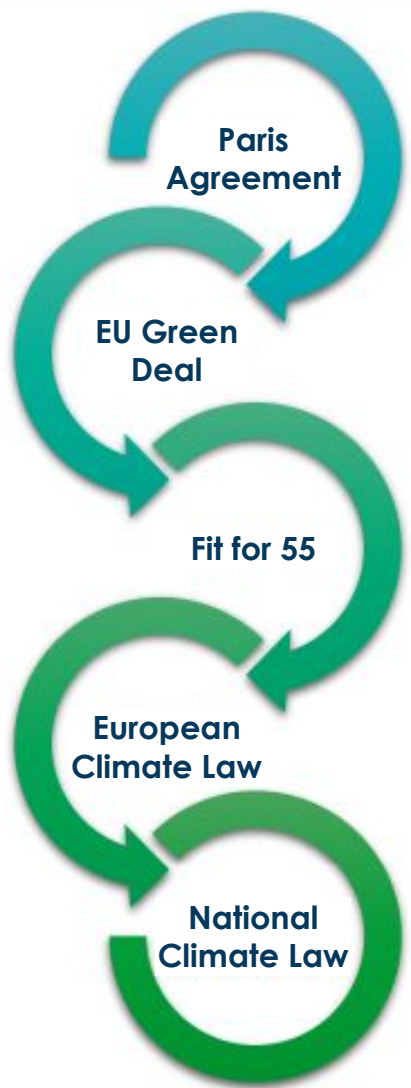 Paris
Agreement
EU Green
Deal
Fit for 55
European
Climate Law
National
Climate Law